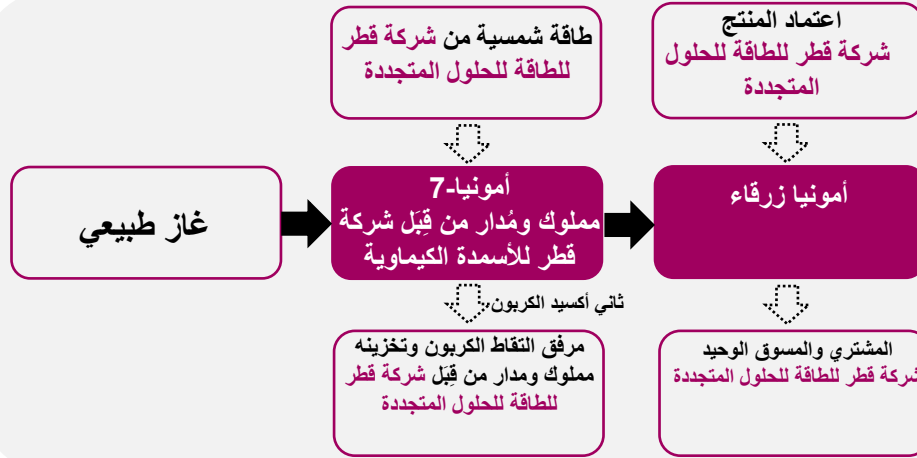 طاقة شمسية من شركة قطر
للطاقة للحلول المتجددة
اعتماد المنتج
شركة قطر للطاقة للحلول
المتجددة
غاز طبيعي
أمونيا-7
مملوك ومُدار من قِبَل شركة
قطر للأسمدة الكيماوية
أمونيا زرقاء
ثاني أكسيد الكربون
مرفق التقاط الكربون وتخزينه
مملوك ومدار من قِبَل شركة قطر
للطاقة للحلول المتجددة
المشتري والمسوق الوحيد
شركة قطر للطاقة للحلول المتجددة